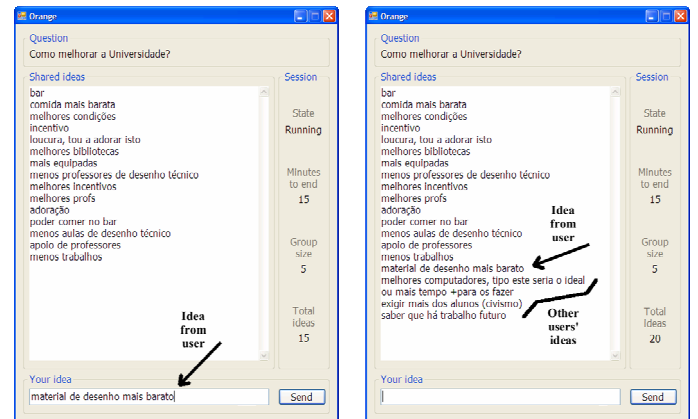 Orange
Question
Como melhorar a Universidade?
Shared ideas
bar
comida mais barata
melhores condições
incentivo
loucura, tou a adorar isto
melhores bibliotecas
mais equipadas
menos professores de desenho técnico
melhores incentivos
melhores profs
adoração
poder comer no bar
menos aulas de desenho técnico
apoio de professores
menos trabalhos
Session
State
Running
Minutes
to end
15
Group
size
5
Total
ideas
15
Idea
from
user
Your idea
material de desenho mais barato
Send
Orange
Question
Como melhorar a Universidade?
Shared ideas
bar
comida mais barata
melhores condições
incentivo
loucura, tou a adorar isto
melhores bibliotecas
mais equipadas
menos professores de desenho técnico
melhores incentivos
melhores profs
adoração
poder comer no bar
menos aulas de desenho técnico
apoio de professores
menos trabalhos
material de desenho mais barato
melhores computadores, tipo este seria o ideal
ou mais tempo +para os fazer
exigir mais dos alunos (civismo)
saber que há trabalho futuro
Idea
from
user
Other
users'
ideas
Session
State
Running
Minutes
to end
15
Group
size
5
Total
Ideas
20
Your idea
Send